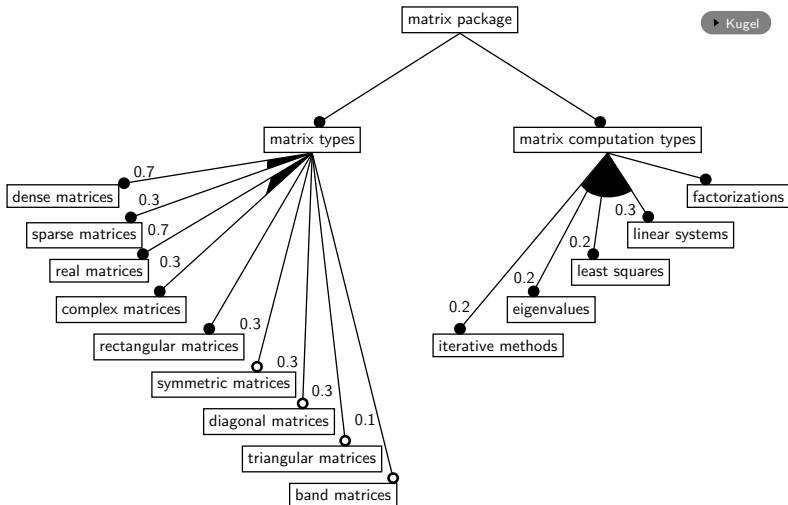 matrix package
Kugel
matrix types
matrix computation types
0.7
dense matrices
factorizations
0.3
0.3
sparse matrices
linear systems
0.7
0.2
real matrices
least squares
0.3
0.2
complex matrices
eigenvalues
0.2
rectangular matrices
iterative methods
0.3
symmetric matrices
0.3
diagonal matrices
0.3
triangular matrices
0.1
band matrices